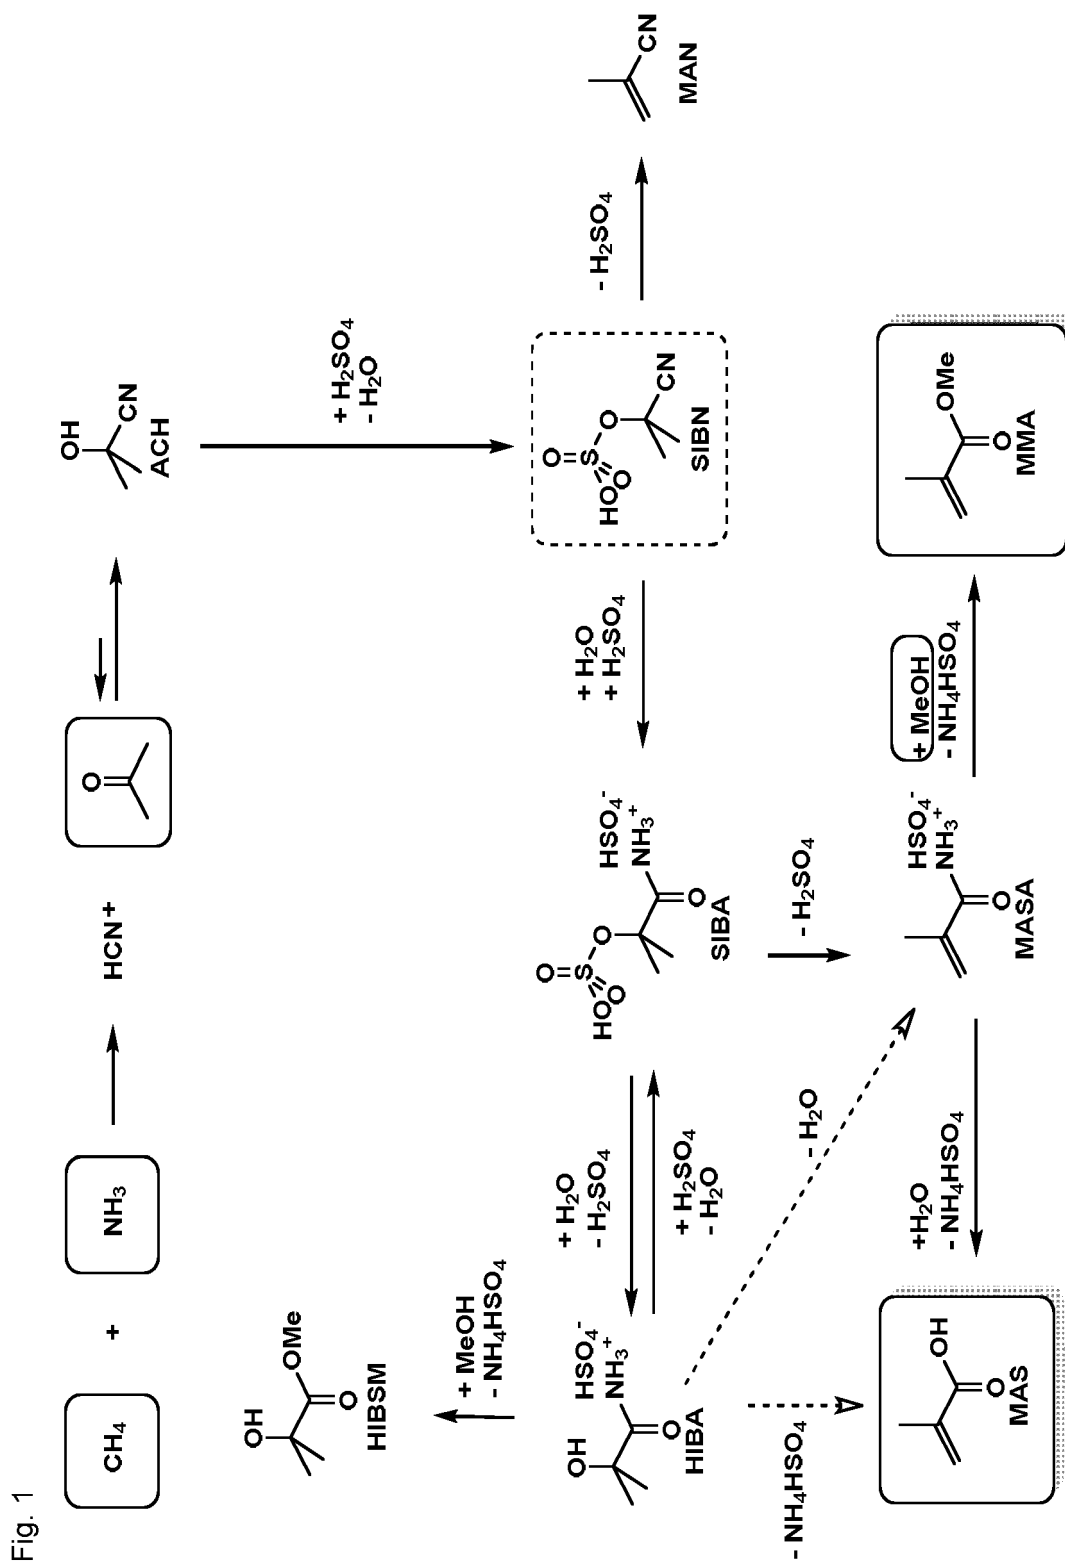 Fig. 1
CH₄
+
NH₃
HCN+
O
OH
CN
ACH
+ H₂SO₄
- H₂O
OH
OMe
O
HIBSM
+ MeOH
- NH₄HSO₄
OH
HSO₄⁻
NH₃⁺
O
HIBA
+ H₂O
- H₂SO₄
+ H₂SO₄
- H₂O
O
S
O
HO
O
HSO₄⁻
NH₃⁺
O
SIBA
+ H₂O
+ H₂SO₄
O
S
O
HO
O
CN
SIBN
- H₂SO₄
CN
MAN
- NH₄HSO₄
- H₂O
- H₂SO₄
OH
O
MAS
+H₂O
- NH₄HSO₄
HSO₄⁻
NH₃⁺
O
MASA
+ MeOH
- NH₄HSO₄
OMe
O
MMA